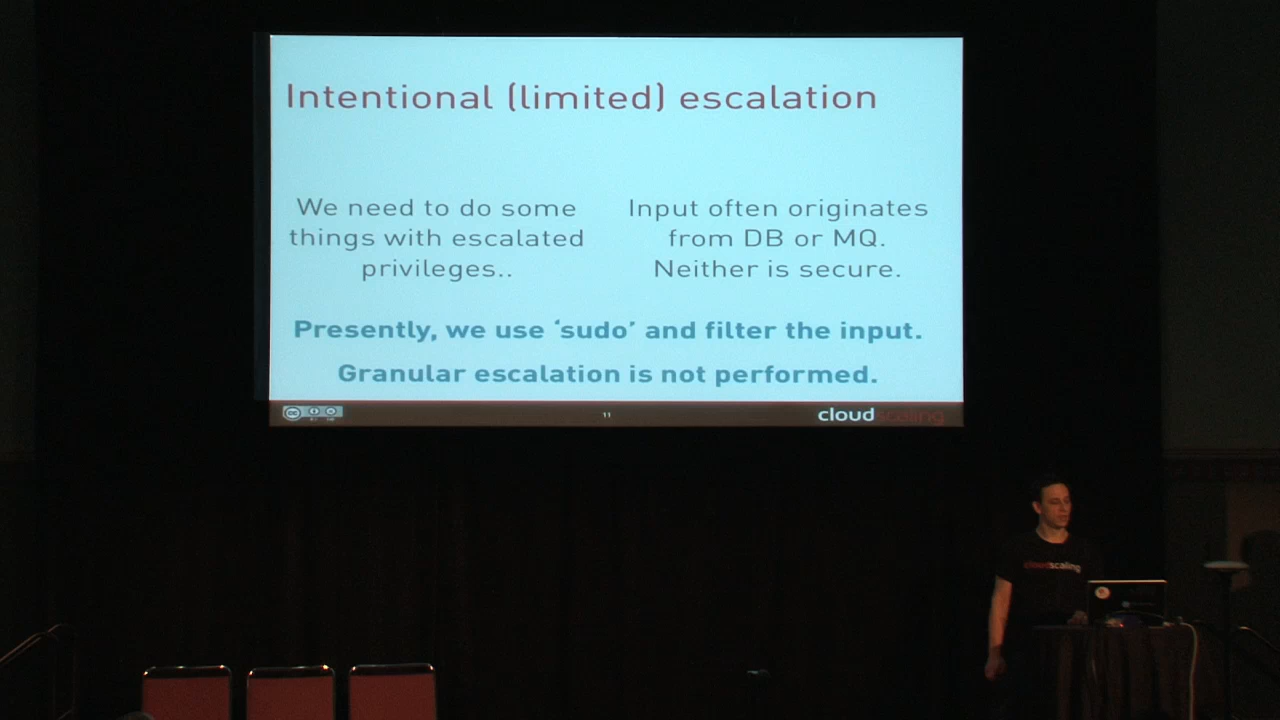 Intentional (limited) escalation
We need to do some
things with escalated
privileges..
Input often originates
from DB or MQ.
Neither is secure.
Presently, we use ‘sudo’ and filter the input.
Granular escalation is not performed.
11
cloudscaling
cloudscaling